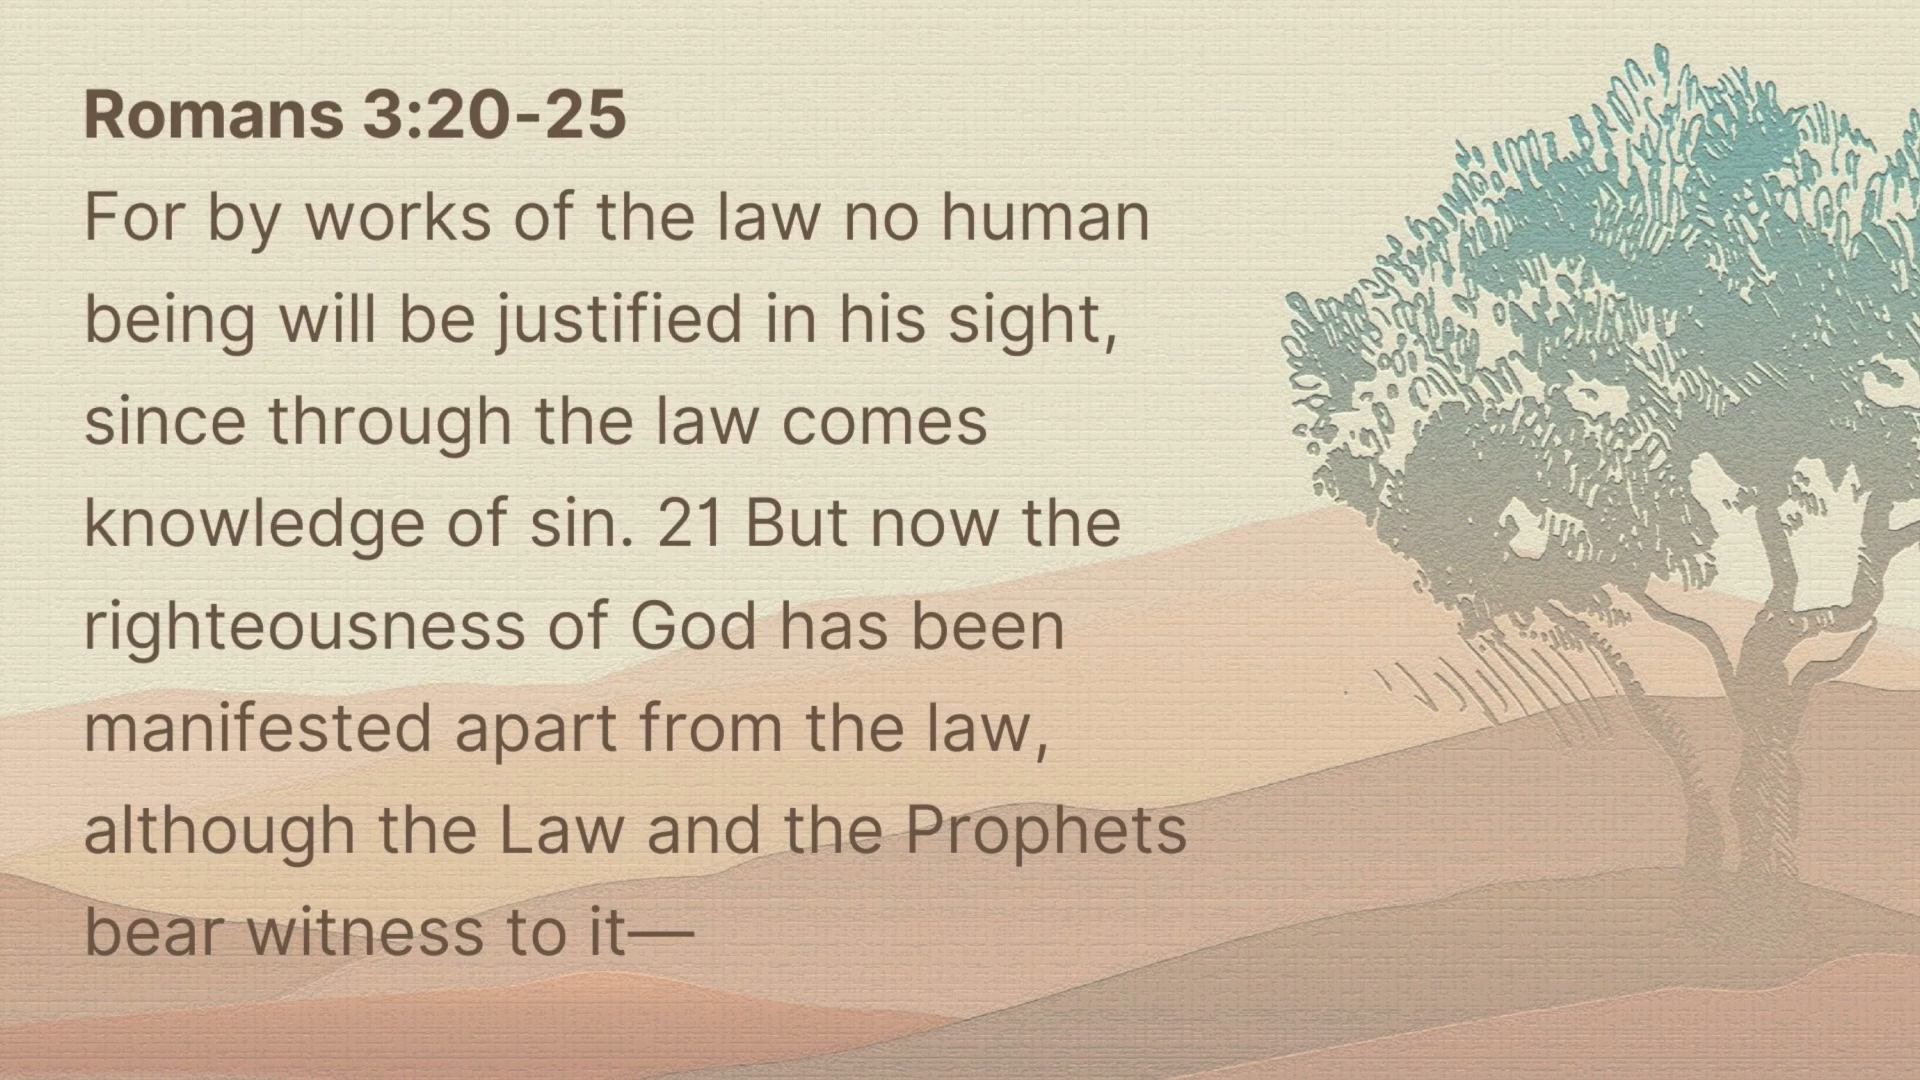 Romans 3:20-25
For by works of the law no human
being will be justified in his sight,
since through the law comes
knowledge of sin. 21 But now the
righteousness of God has been
manifested apart from the law,
although the Law and the Prophets
bear witness to it—